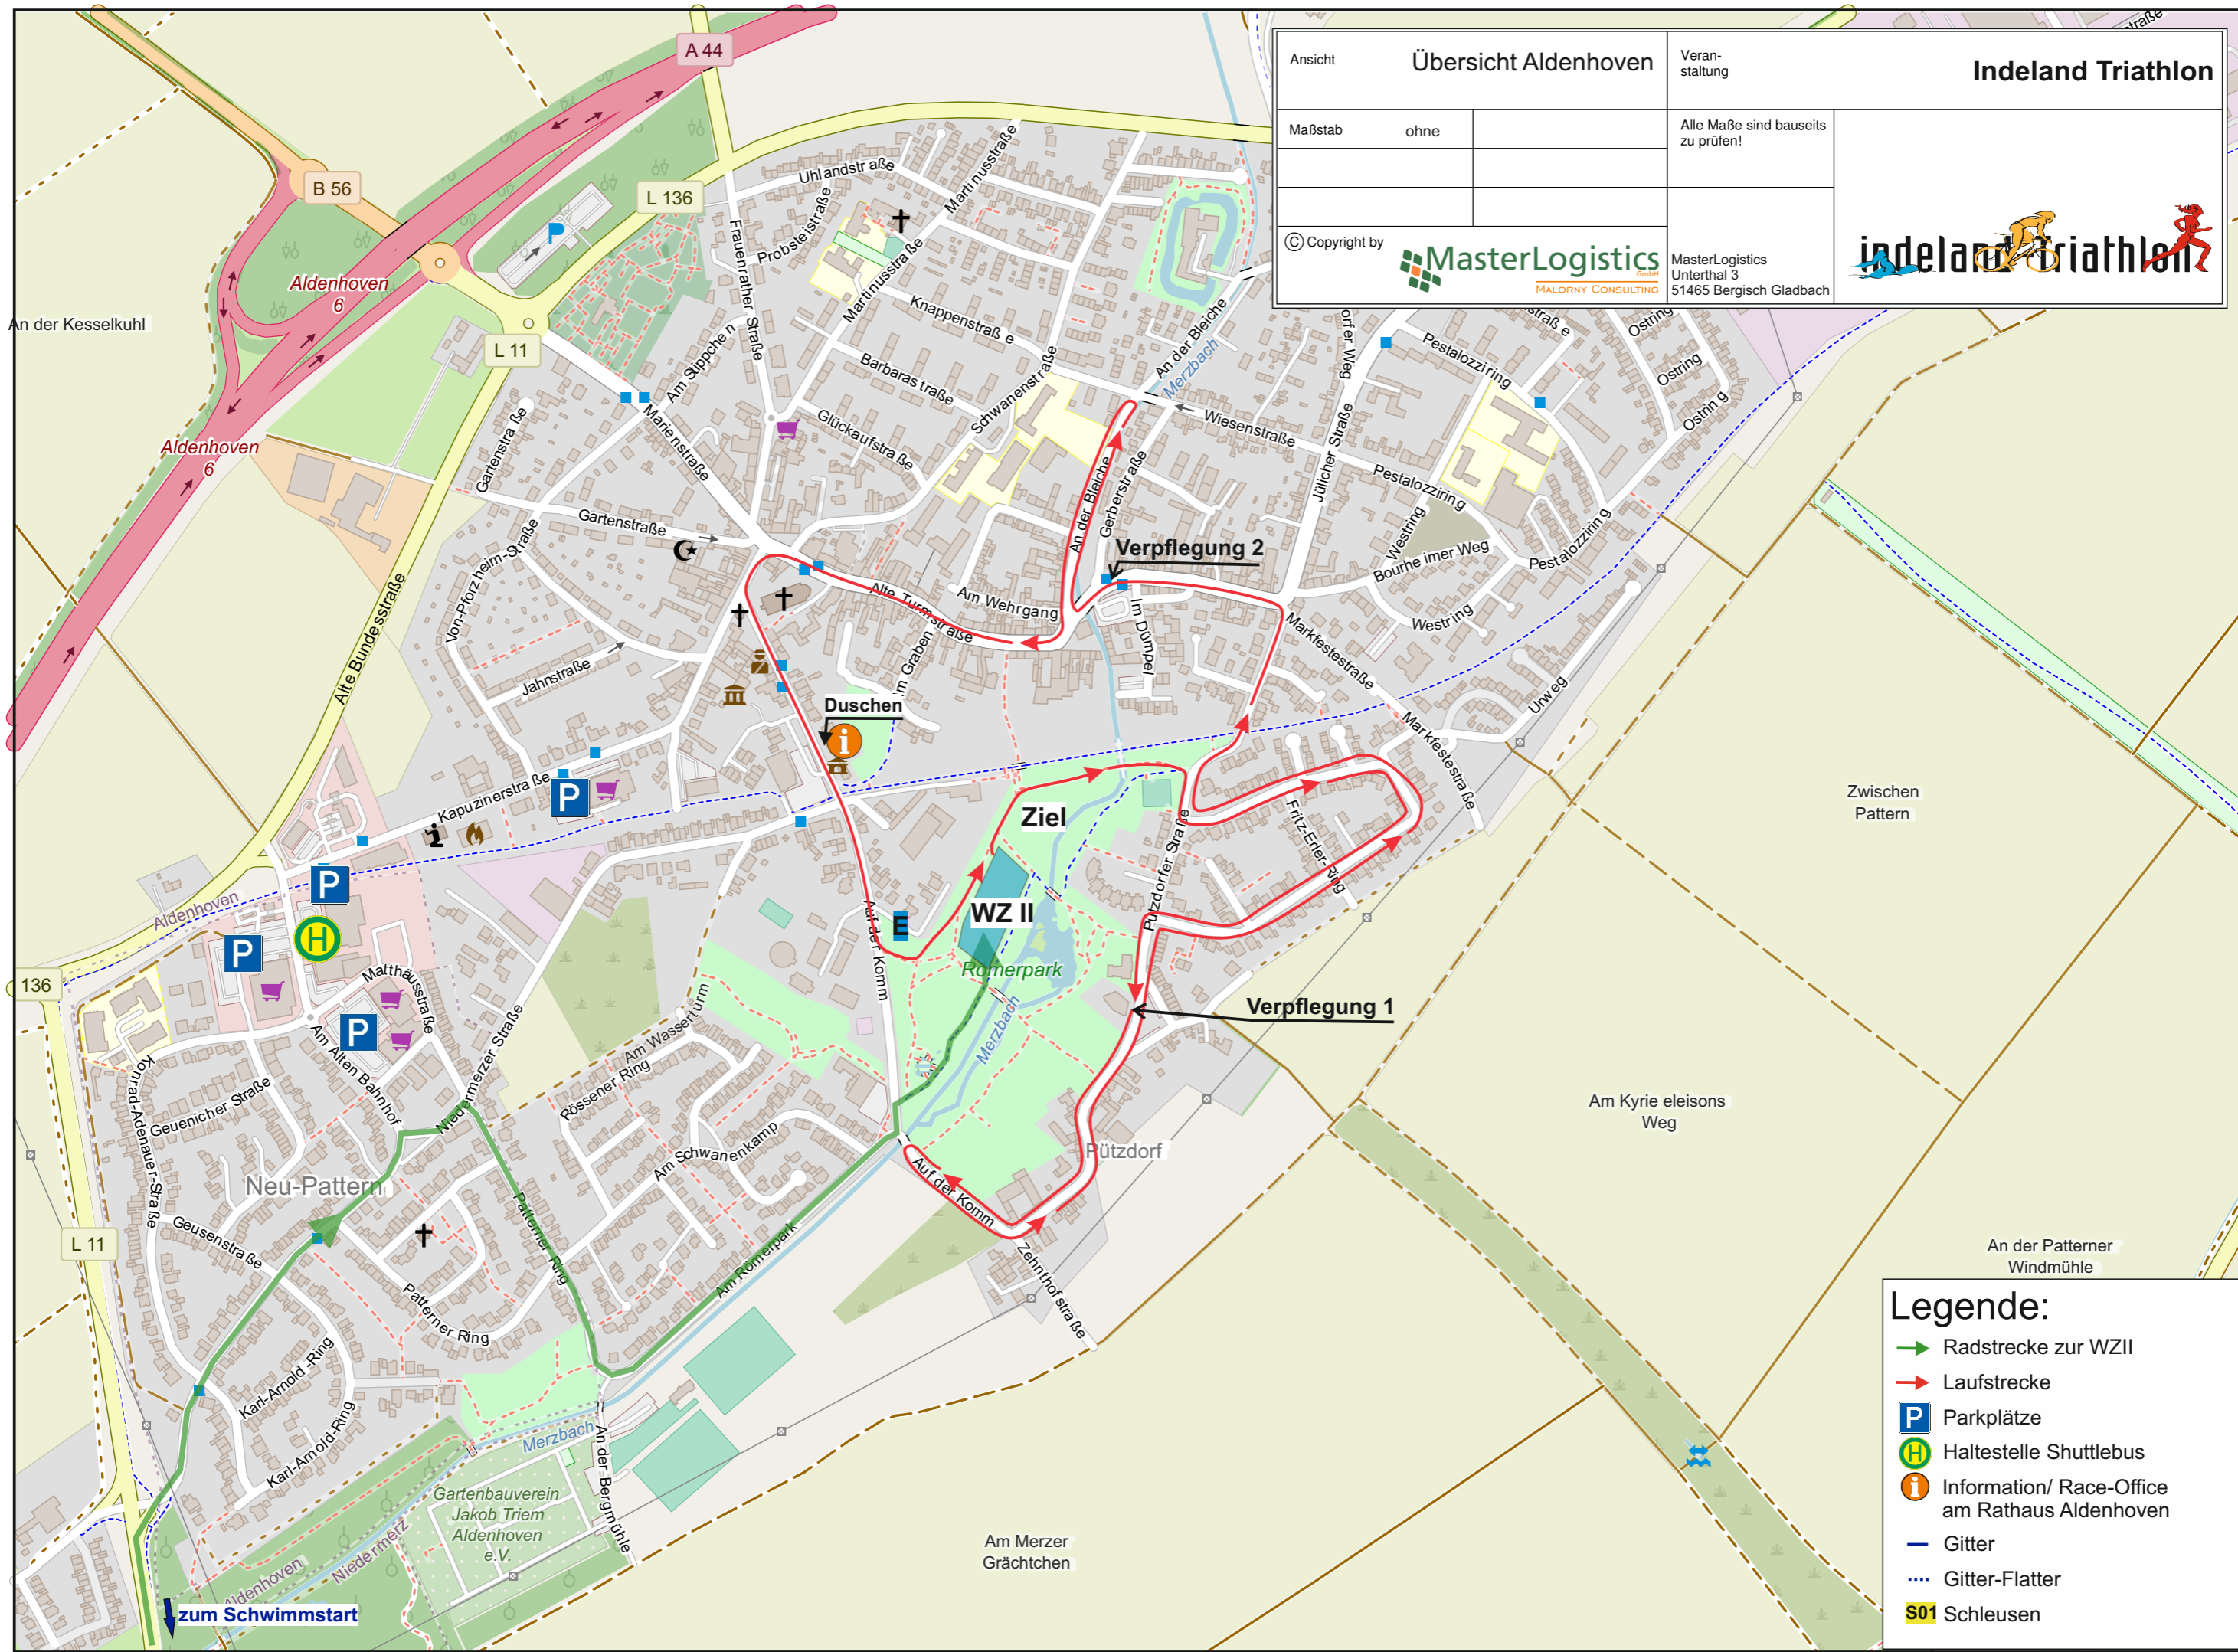 Ansicht
Übersicht Aldenhoven
Veran-
staltung
Indeland Triathlon
Maßstab
ohne
Alle Maße sind bauseits
zu prüfen!
© Copyright by
MasterLogistics
GmbH
MALORNY CONSULTING
MasterLogistics
Unterthal 3
51465 Bergisch Gladbach
indeland triathlon
A 44
B 56
L 136
L 11
Aldenhoven
6
Aldenhoven
6
An der Kesselkuhl
Uhlandstraße
Martinusstraße
Probsteistraße
Frauenrather Straße
Martinusstraße
Knappenstraße
Barbarastraße
Schwanenstraße
Glückaufstraße
Am Stippchen
Marienstraße
Gartenstraße
Gartenstraße
An der Bleiche
Merzbach
Wiesenstraße
Pestalozziring
Ostring
Ostring
Ostring
Jülicher Straße
Pestalozziring
Westring
Bourheimer Weg
Pestalozziring
Westring
An der Bleiche
Gerberstraße
Verpflegung 2
Am Wehrgang
Alte Turmstraße
Im Dümpel
Markfestestraße
Markfestestraße
Urweg
Von-Pforzheim-Straße
Jahnstraße
Alte Bundesstraße
Duschen
i
Kapuzinerstraße
P
P
P
P
P
H
i
Ziel
WZ II
E
Römerpark
Merzbach
Auf der Komm
Pützdorfer Straße
Fritz-Erler-Ring
Verpflegung 1
Zwischen
Pattern
Am Kyrie eleisons
Weg
An der Patterner
Windmühle
Aldenhoven
136
Matthäusstraße
Am Alten Bahnhof
Niedermerzer Straße
Am Wasserturm
Rössener Ring
Am Schwanenkamp
Konrad-Adenauer-Straße
Geuenicher Straße
Neu-Pattern
Geusenstraße
L 11
Patterner Ring
Patterner Ring
Am Römerpark
Auf der Komm
Pützdorf
Zehnthofstraße
Karl-Arnold-Ring
Karl-Arnold-Ring
Merzbach
An der Bergmühle
Gartenbauverein
Jakob Triem
Aldenhoven
e.V.
Niedermerz
Aldenhoven
zum Schwimmstart
Am Merzer
Grächtchen
Legende:
Radstrecke zur WZII
Laufstrecke
P Parkplätze
H Haltestelle Shuttlebus
i Information/ Race-Office
am Rathaus Aldenhoven
Gitter
Gitter-Flatter
S01 Schleusen